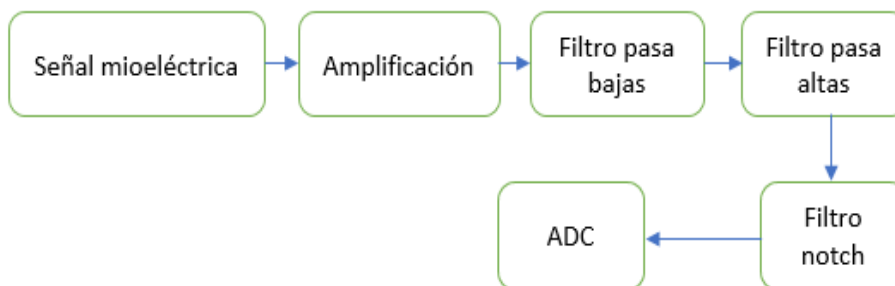 Señal mioeléctrica
Amplificación
Filtro pasa
bajas
Filtro pasa
altas
Filtro
notch
ADC